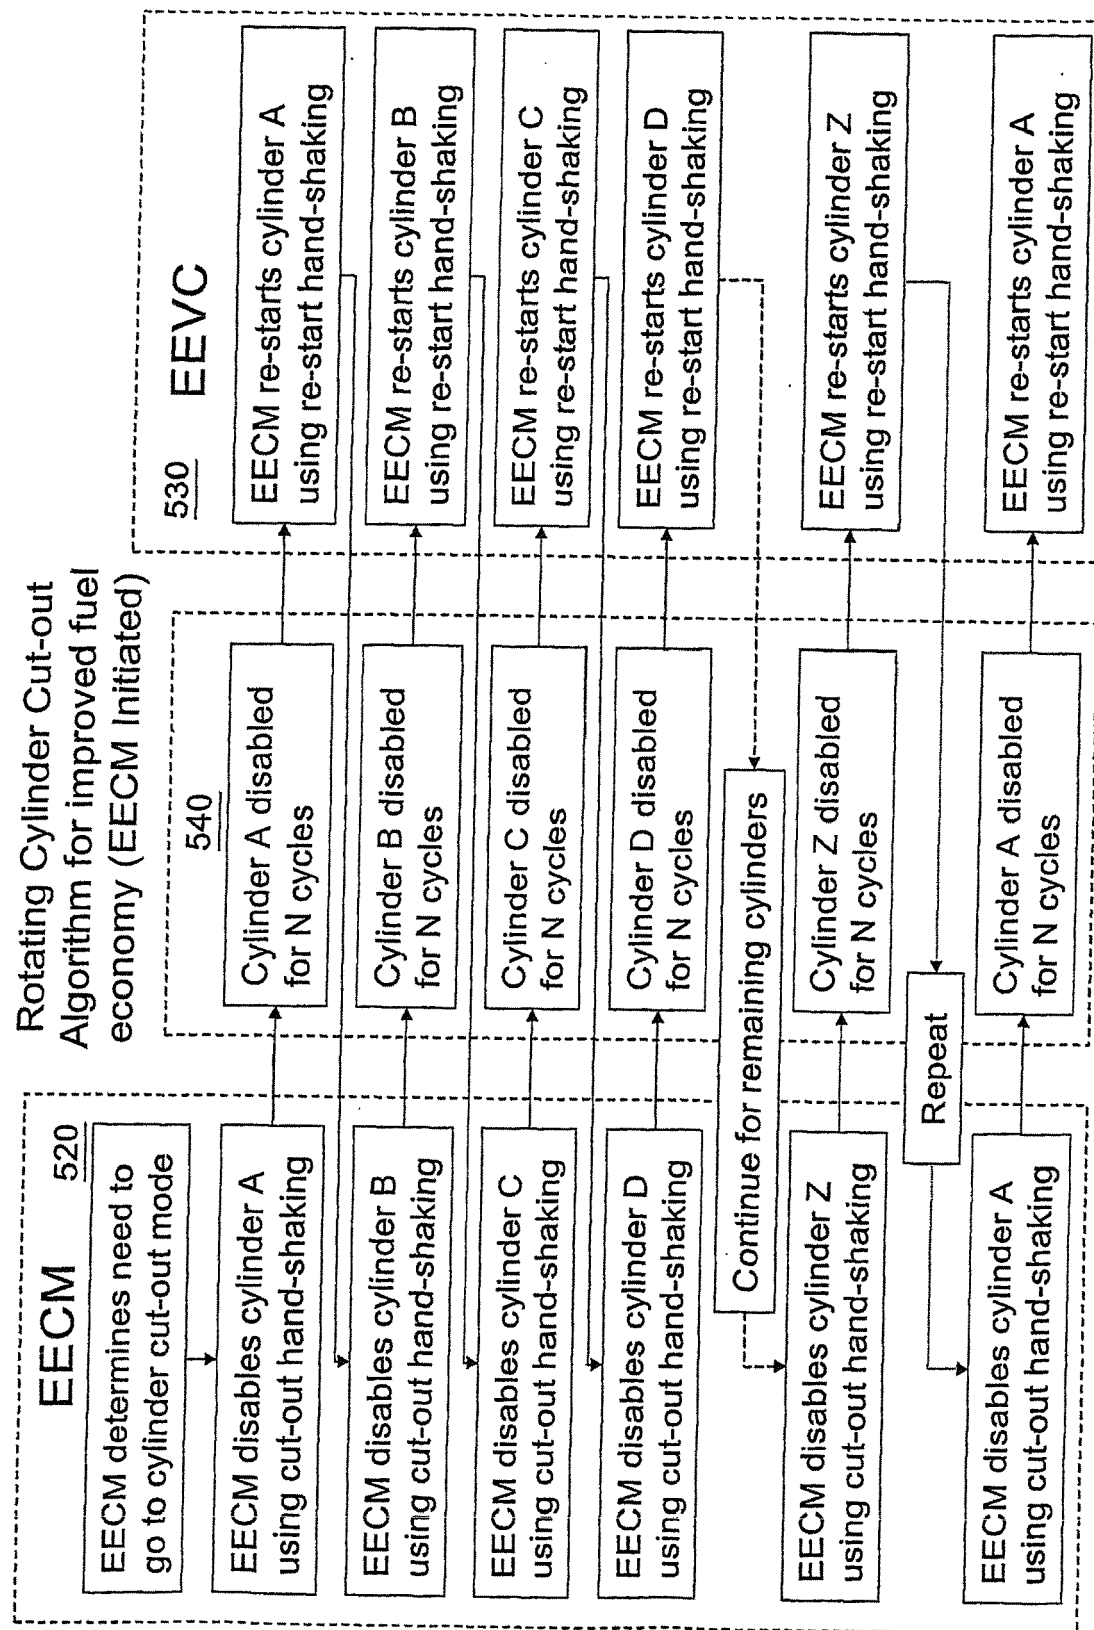 Rotating Cylinder Cut-out
Algorithm for improved fuel
economy (EECM Initiated)
EECM
520
540
530
EEVC
EECM determines need to
go to cylinder cut-out mode
EECM disables cylinder A
using cut-out hand-shaking
Cylinder A disabled
for N cycles
EECM re-starts cylinder A
using re-start hand-shaking
EECM disables cylinder B
using cut-out hand-shaking
Cylinder B disabled
for N cycles
EECM re-starts cylinder B
using re-start hand-shaking
EECM disables cylinder C
using cut-out hand-shaking
Cylinder C disabled
for N cycles
EECM re-starts cylinder C
using re-start hand-shaking
EECM disables cylinder D
using cut-out hand-shaking
Cylinder D disabled
for N cycles
EECM re-starts cylinder D
using re-start hand-shaking
Continue for remaining cylinders
EECM disables cylinder Z
using cut-out hand-shaking
Cylinder Z disabled
for N cycles
EECM re-starts cylinder Z
using re-start hand-shaking
Repeat
EECM disables cylinder A
using cut-out hand-shaking
Cylinder A disabled
for N cycles
EECM re-starts cylinder A
using re-start hand-shaking